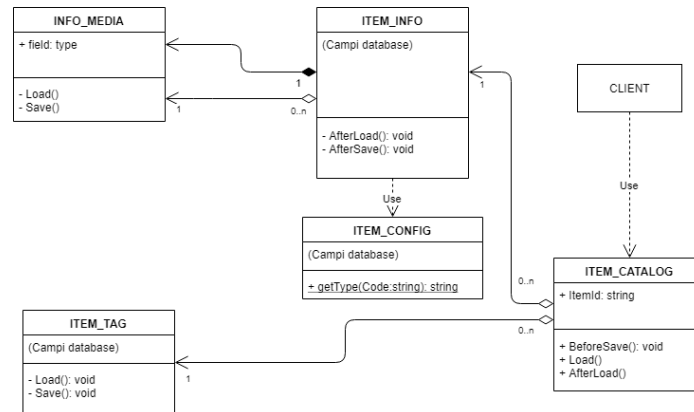 INFO_MEDIA
+ field: type
- Load()
- Save()
ITEM_INFO
(Campi database)
- AfterLoad(): void
- AfterSave(): void
1
1
0..n
1
CLIENT
Use
Use
ITEM_CONFIG
(Campi database)
+ getType(Code:string): string
ITEM_CATALOG
+ ItemId: string
+ BeforeSave(): void
+ Load()
+ AfterLoad()
0..n
0..n
ITEM_TAG
(Campi database)
- Load(): void
- Save(): void
1